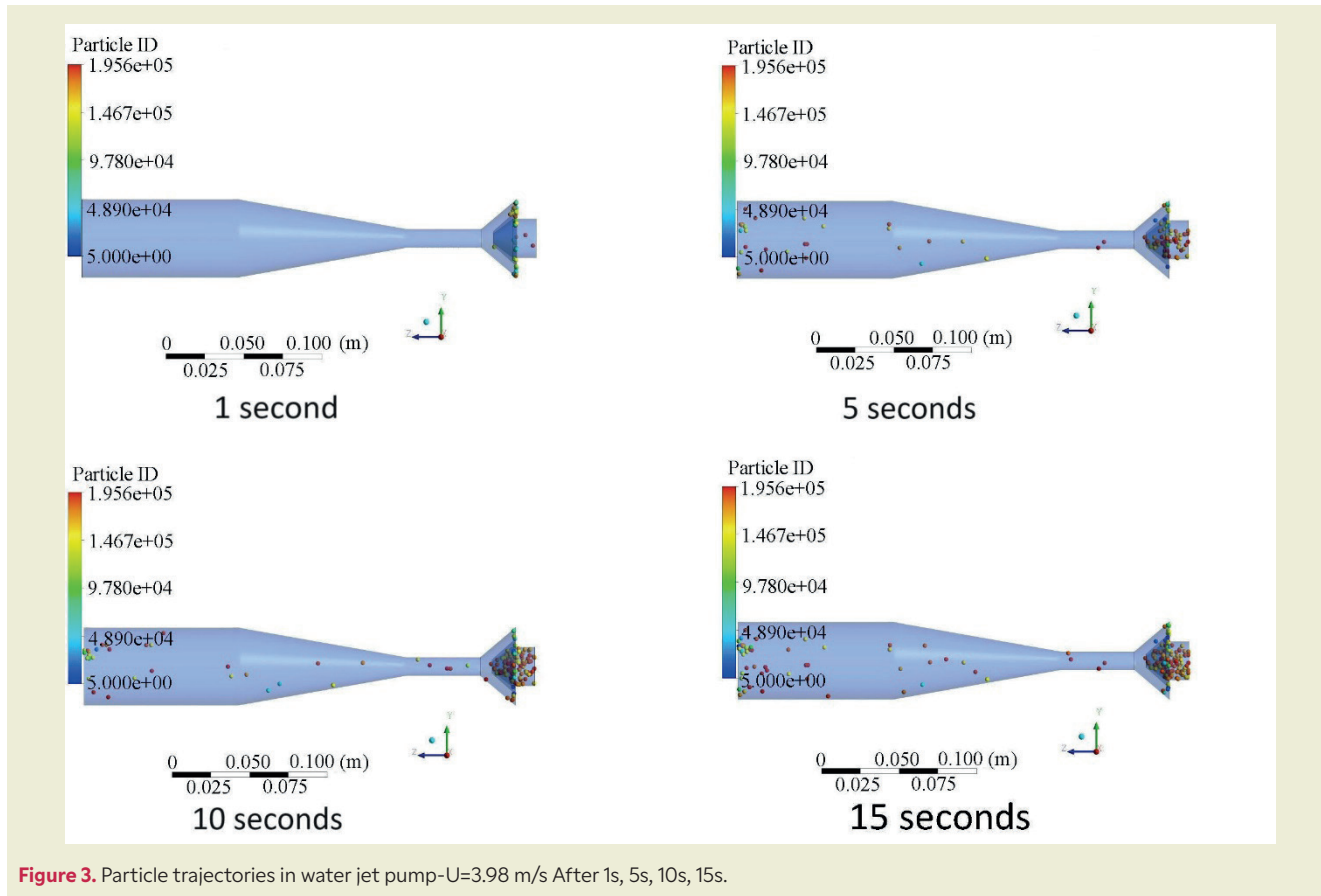 Particle ID
1.956e+05
1.467e+05
9.780e+04
4.890e+04
5.000e+00
Y
Z
0 0.050 0.100 (m)
0.025 0.075
1 second
Particle ID
1.956e+05
1.467e+05
9.780e+04
4.890e+04
5.000e+00
Y
Z
0 0.050 0.100 (m)
0.025 0.075
5 seconds
Particle ID
1.956e+05
1.467e+05
9.780e+04
4.890e+04
5.000e+00
Y
Z
0 0.050 0.100 (m)
0.025 0.075
10 seconds
Particle ID
1.956e+05
1.467e+05
9.780e+04
4.890e+04
5.000e+00
Y
Z
0 0.050 0.100 (m)
0.025 0.075
15 seconds
Figure 3. Particle trajectories in water jet pump-U=3.98 m/s After 1s, 5s, 10s, 15s.